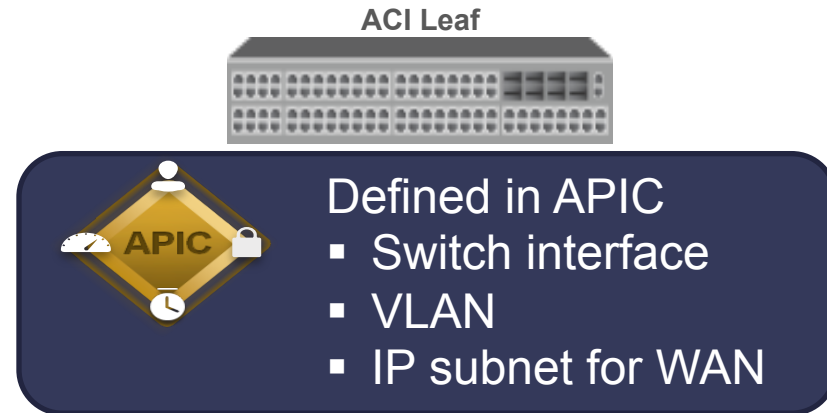 ACI Leaf
APIC
Defined in APIC
▪ Switch interface
▪ VLAN
▪ IP subnet for WAN